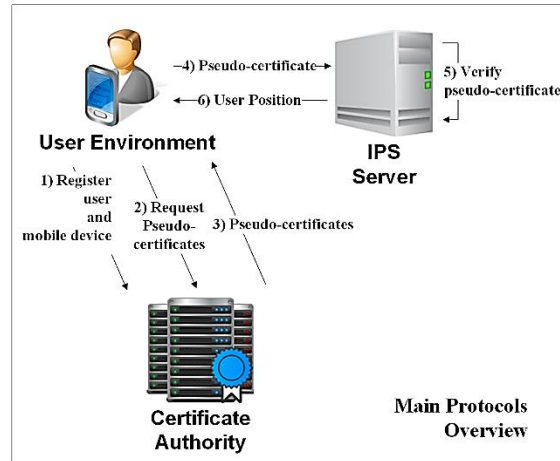 4) Pseudo-certificate
6) User Position
5) Verify
pseudo-certificate
User Environment
IPS
Server
1) Register
user
and
mobile device
2) Request
Pseudo-
certificates
3) Pseudo-certificates
Certificate
Authority
Main Protocols
Overview